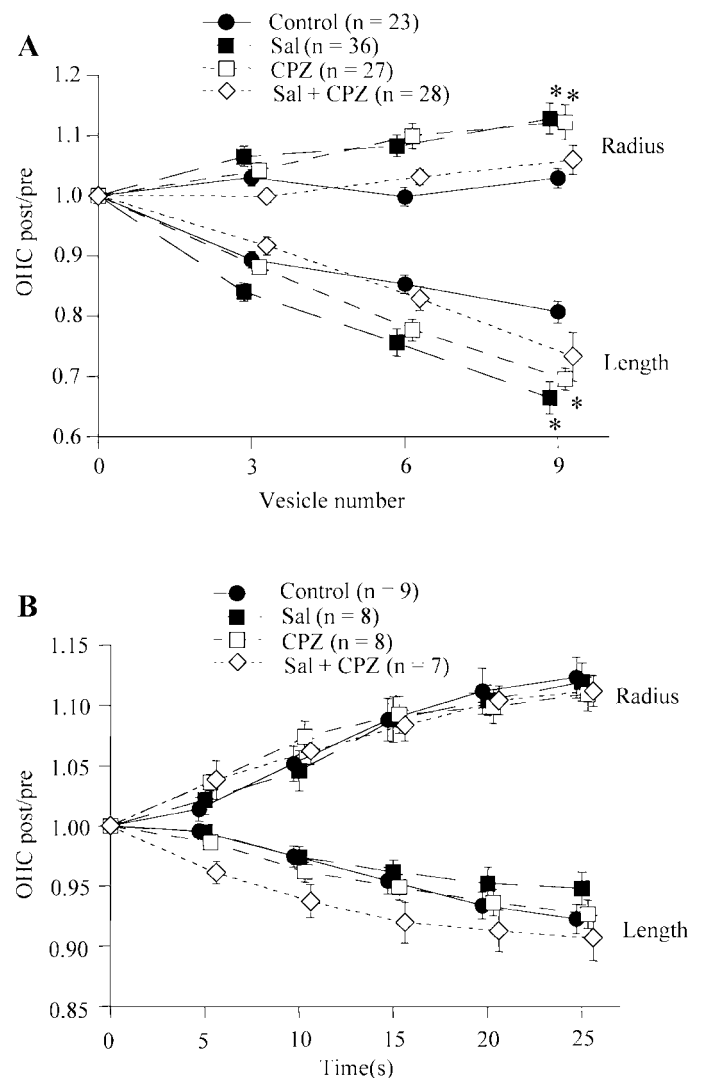 A
Control (n = 23)
Sal (n = 36)
CPZ (n = 27)
Sal + CPZ (n = 28)
OHC post/pre
1.2
1.1
1.0
0.9
0.8
0.7
0.6
* *
Radius
Length
*
*
0 3 6 9
Vesicle number
B
Control (n = 9)
Sal (n = 8)
CPZ (n = 8)
Sal + CPZ (n = 7)
OHC post/pre
1.15
1.10
1.05
1.00
0.95
0.90
0.85
Radius
Length
0 5 10 15 20 25
Time(s)